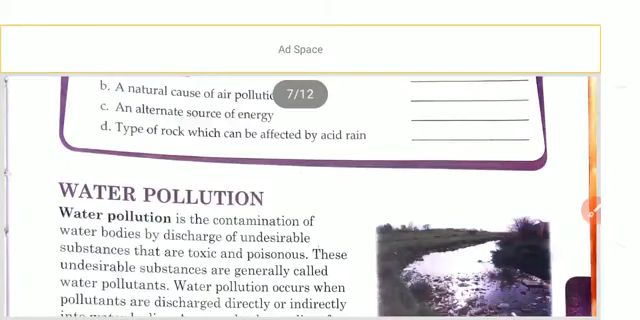 Ad Space
b. A natural cause of air
7/12
c. An alternate source of energy
d. Type of rock which can be affected by acid rain
WATER POLLUTION
Water pollution is the contamination of
water bodies by discharge of undesirable
substances that are toxic and poisonous. These
undesirable substances are generally called
water pollutants. Water pollution occurs when
pollutants are discharged directly or indirectly